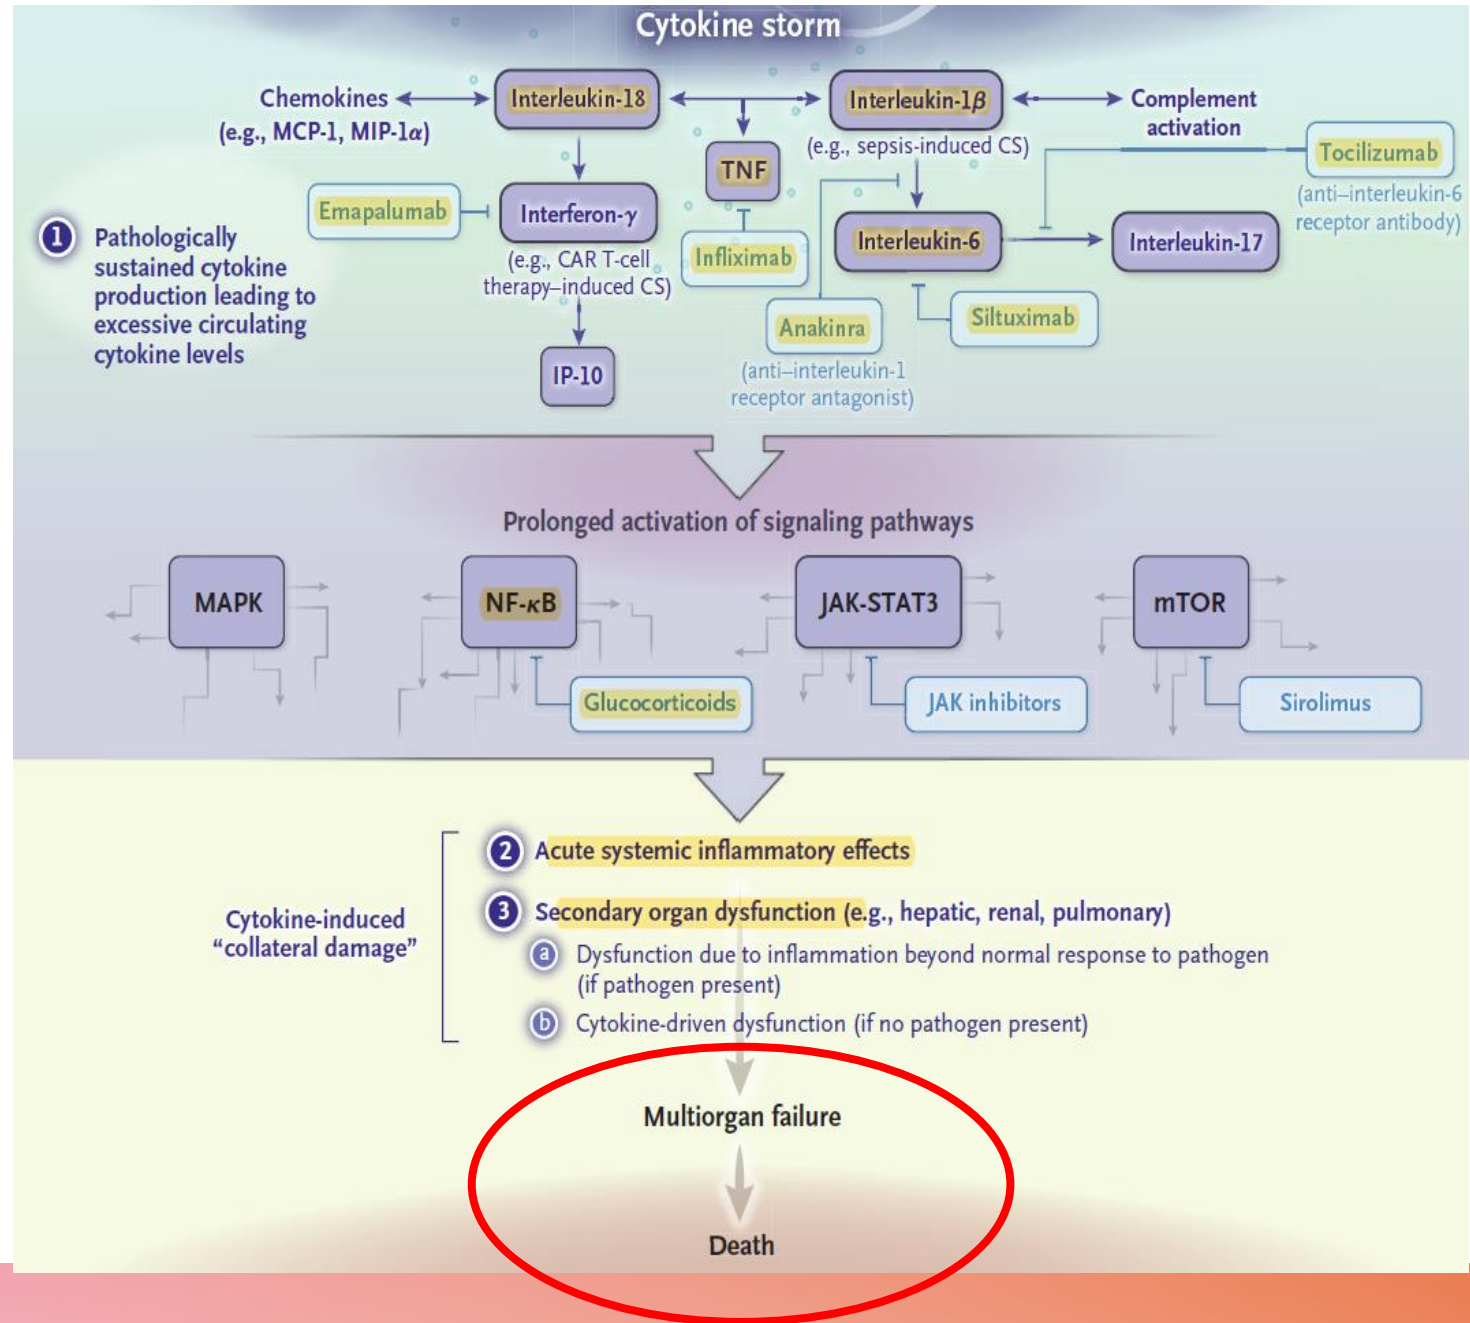 Cytokine storm
Chemokines
(e.g., MCP-1, MIP-1α)
Interleukin-18
Interleukin-1β
(e.g., sepsis-induced CS)
Complement
activation
TNF
Tocilizumab
(anti–interleukin-6
receptor antibody)
Emapalumab
Interferon-γ
(e.g., CAR T-cell
therapy–induced CS)
Infliximab
Interleukin-6
Interleukin-17
1 Pathologically
sustained cytokine
production leading to
excessive circulating
cytokine levels
Anakinra
(anti–interleukin-1
receptor antagonist)
Siltuximab
IP-10
Prolonged activation of signaling pathways
MAPK
NF-κB
JAK-STAT3
mTOR
Glucocorticoids
JAK inhibitors
Sirolimus
Cytokine-induced
“collateral damage”
2 Acute systemic inflammatory effects
3 Secondary organ dysfunction (e.g., hepatic, renal, pulmonary)
a Dysfunction due to inflammation beyond normal response to pathogen
(if pathogen present)
b Cytokine-driven dysfunction (if no pathogen present)
Multiorgan failure
Death